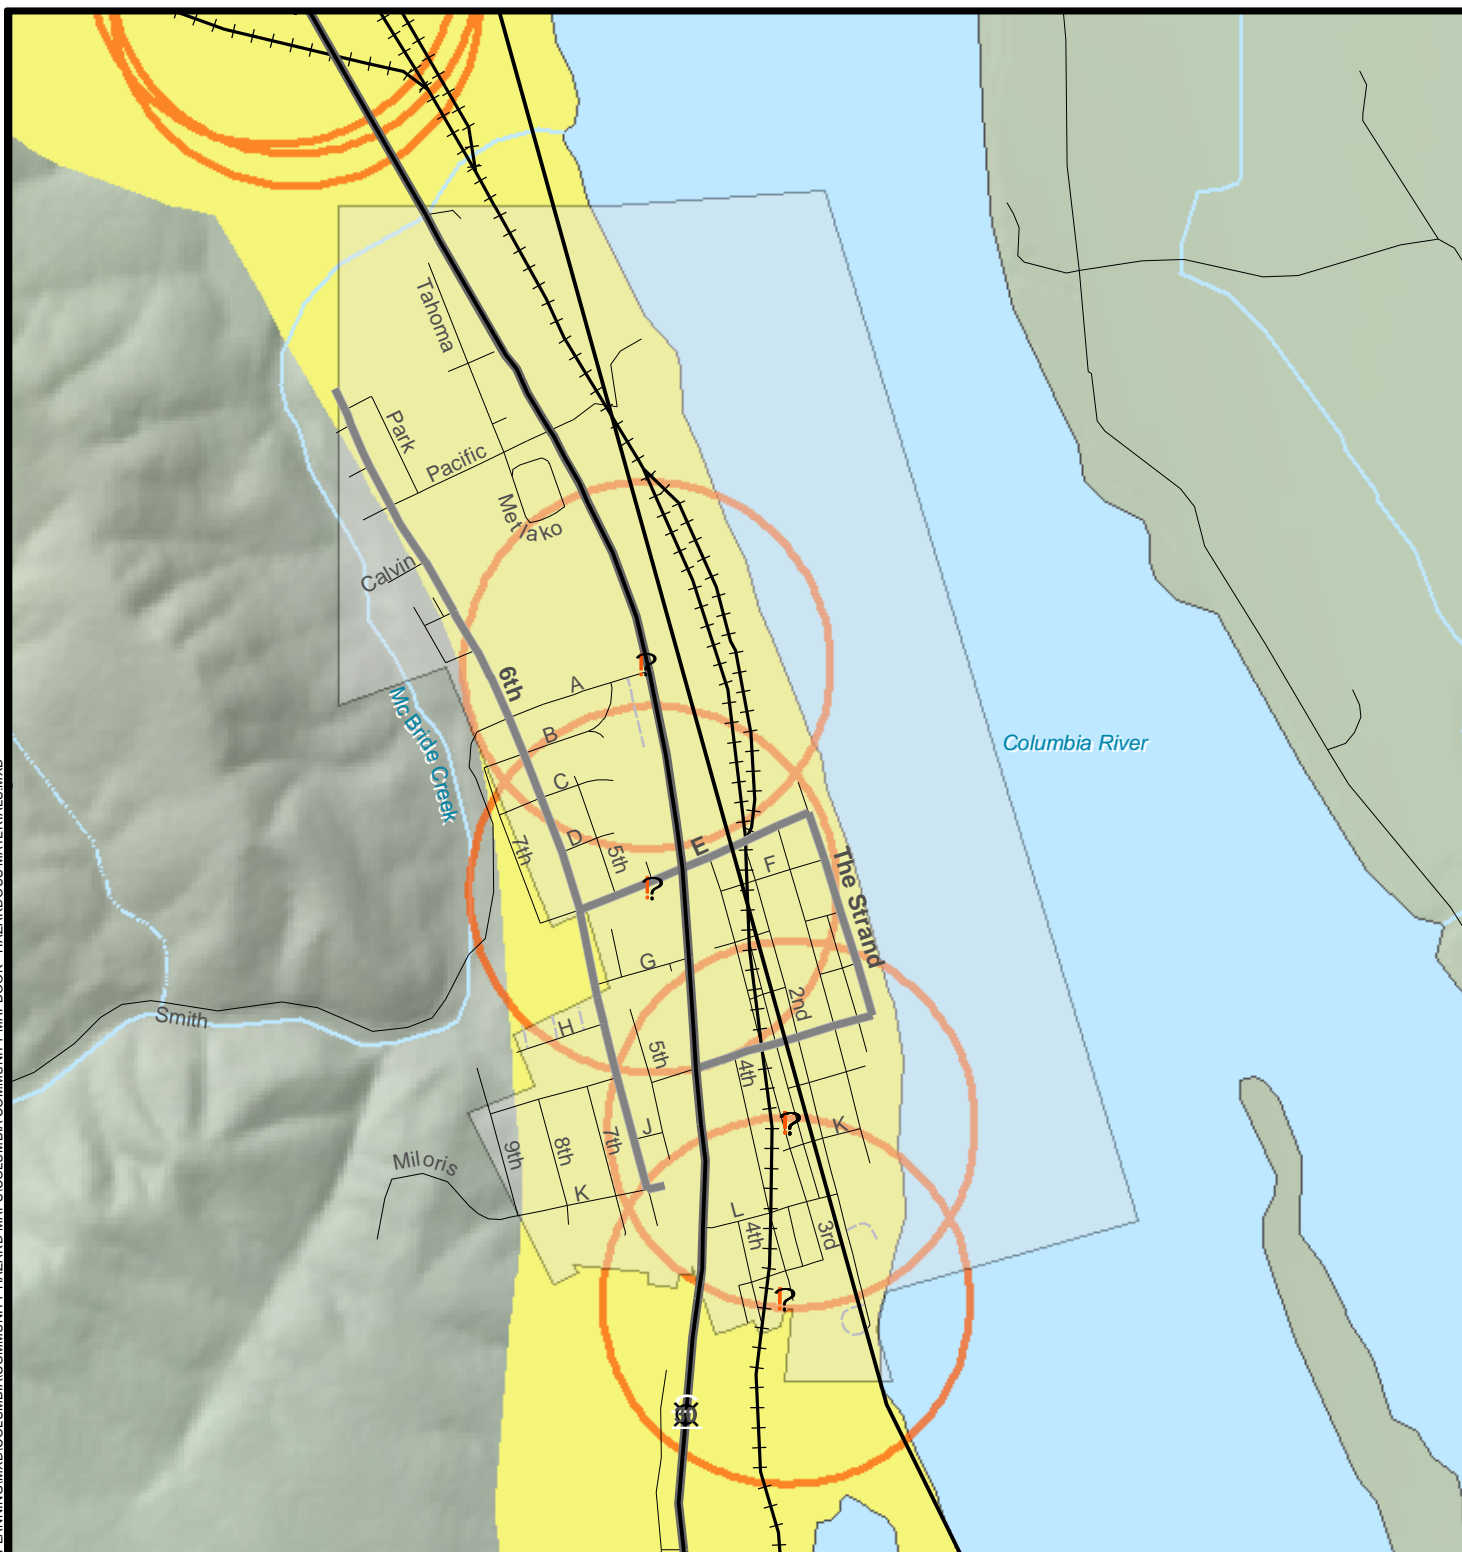 Tahoma
Park
Pacific
Metlako
Calvin
6th
A
McBride Creek
B
Columbia River
C
D
7th
5th
E
F
The Strand
G
2nd
Smith
H
5th
4th
J
K
9th
8th
7th
Miloris
K
L
4th
3rd
?
?
?
?